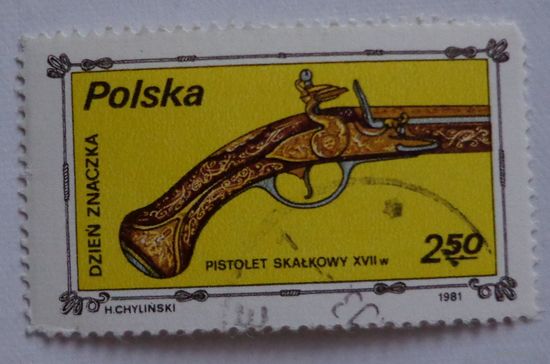 Polska
DZIEŃ ZNACZKA
PISTOLET SKAŁKOWY XVII w
2.50
H.CHYLIŃSKI
1981